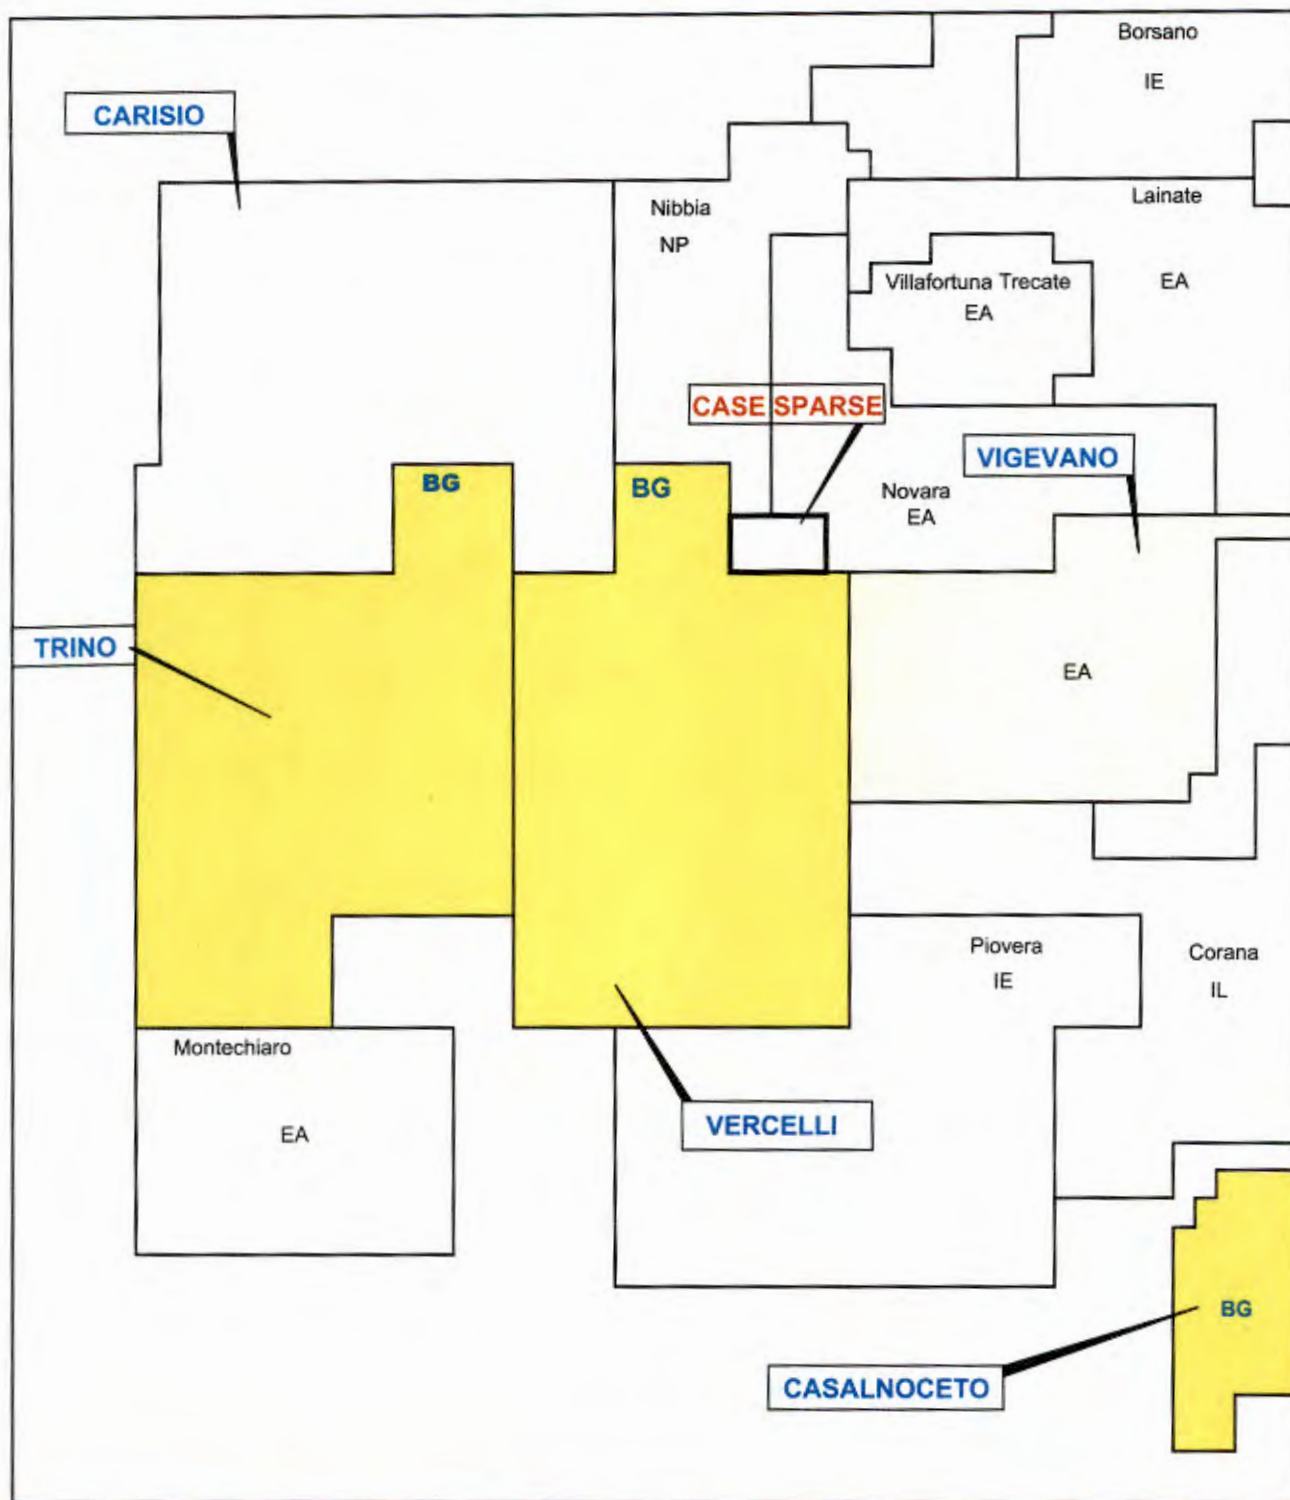 Borsano
IE
CARISIO
Lainate
EA
Nibbia
NP
Villafortuna Trecate
EA
CASE SPARSE
VIGEVANO
BG
BG
Novara
EA
TRINO
EA
Piovera
IE
Corana
IL
Montechiaro
EA
VERCELLI
BG
CASALNOCETO